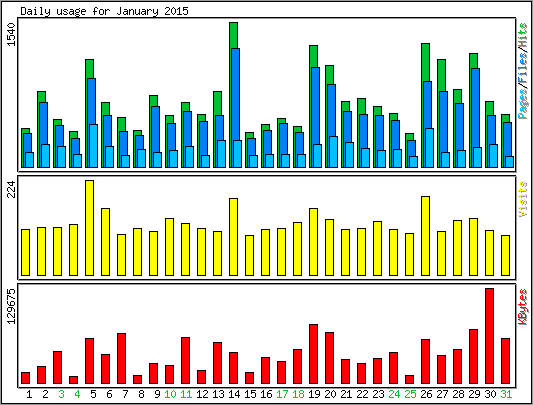 Daily usage for January 2015
1540
Pages/Files/Hits
224
Visits
129675
KBytes
1 2 3 4 5 6 7 8 9 10 11 12 13 14 15 16 17 18 19 20 21 22 23 24 25 26 27 28 29 30 31